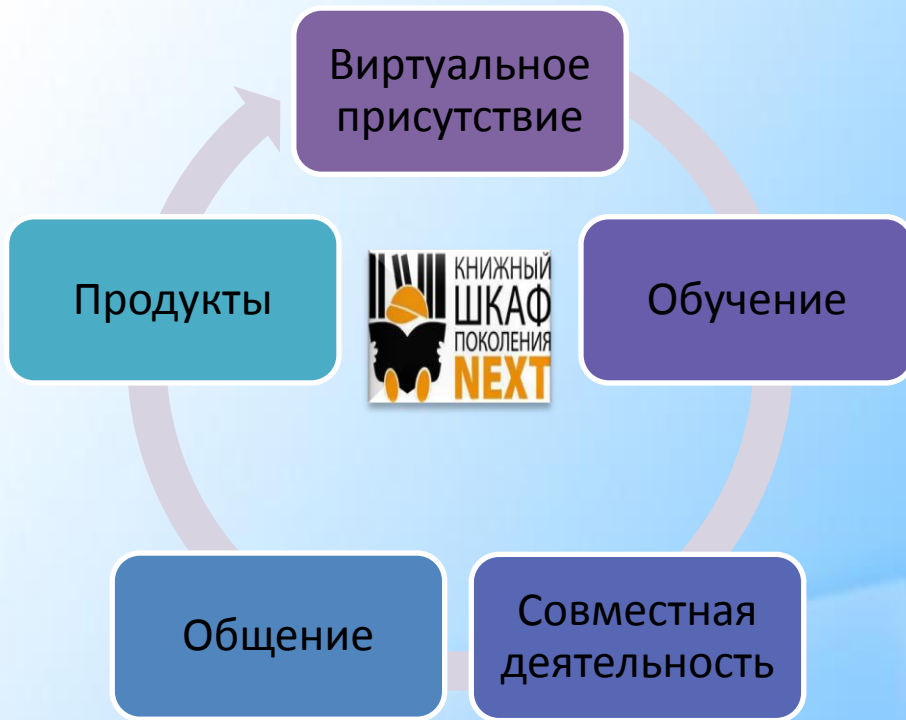 Виртуальное
присутствие
Продукты
КНИЖНЫЙ
ШКАФ
ПОКОЛЕНИЯ
NEXT
Обучение
Общение
Совместная
деятельность